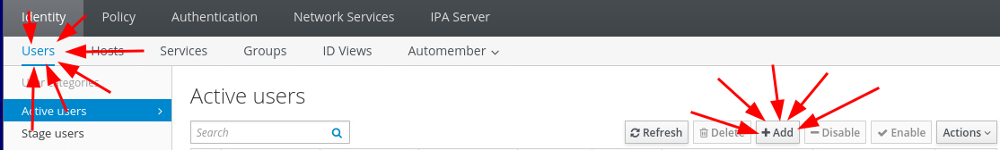 Identity Policy Authentication Network Services IPA Server
Users Hosts Services Groups ID Views Automember
User categories
Active users
Active users
Stage users
Search
Refresh Delete Add Disable Enable Actions